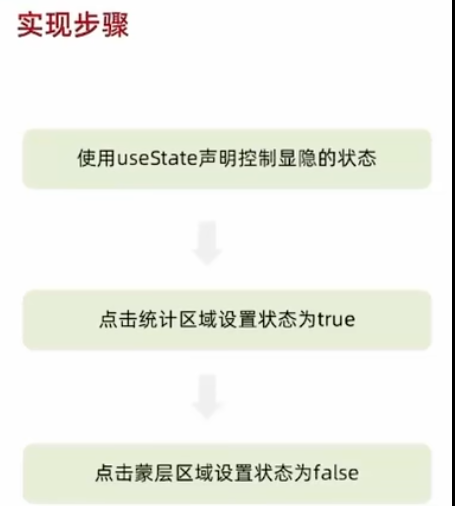 实现步骤
使用useState声明控制显隐的状态
点击统计区域设置状态为true
点击蒙层区域设置状态为false